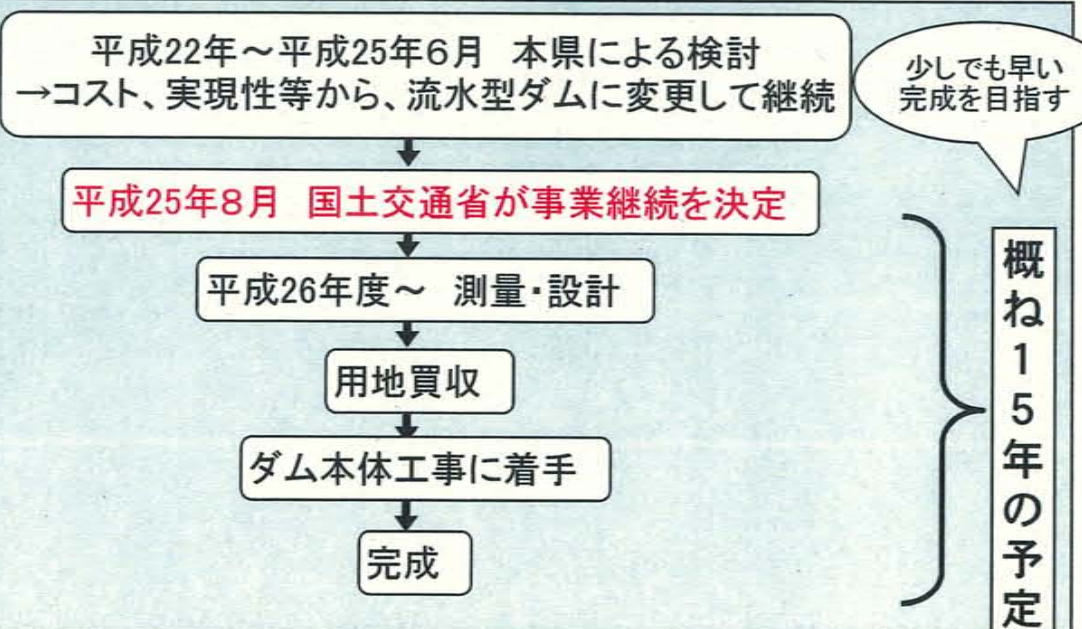 平成22年～平成25年６月　本県による検討
→コスト、実現性等から、流水型ダムに変更して継続
少しでも早い
完成を目指す
平成25年８月　国土交通省が事業継続を決定
平成26年度～　測量・設計
用地買収
ダム本体工事に着手
完成
概ね１５年の予定